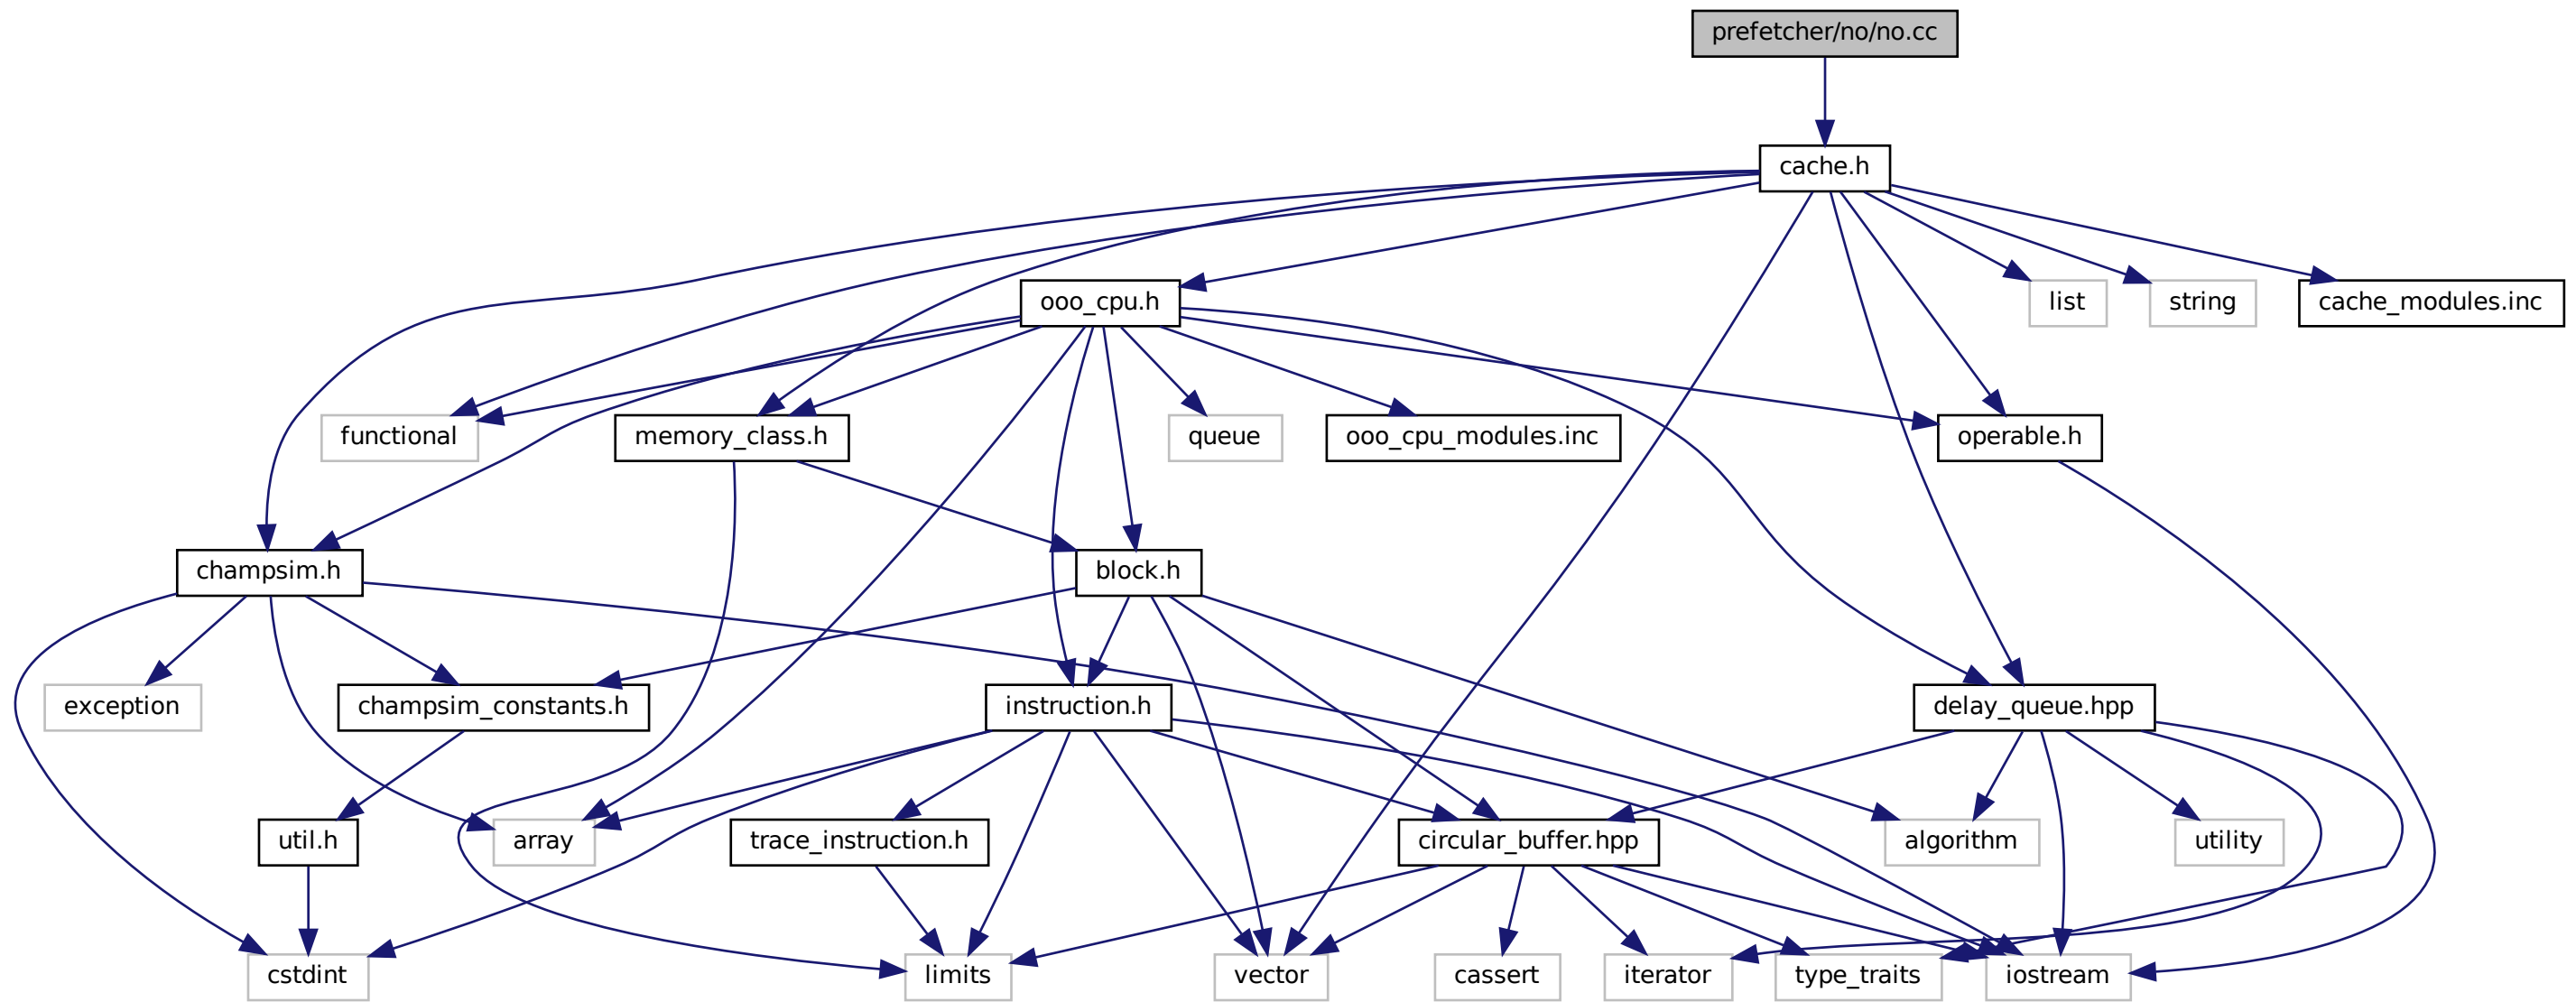 prefetcher/no/no.cc
cache.h
ooo_cpu.h
list
string
cache_modules.inc
functional
memory_class.h
queue
ooo_cpu_modules.inc
operable.h
champsim.h
block.h
exception
champsim_constants.h
instruction.h
delay_queue.hpp
util.h
array
trace_instruction.h
circular_buffer.hpp
algorithm
utility
cstdint
limits
vector
cassert
iterator
type_traits
iostream